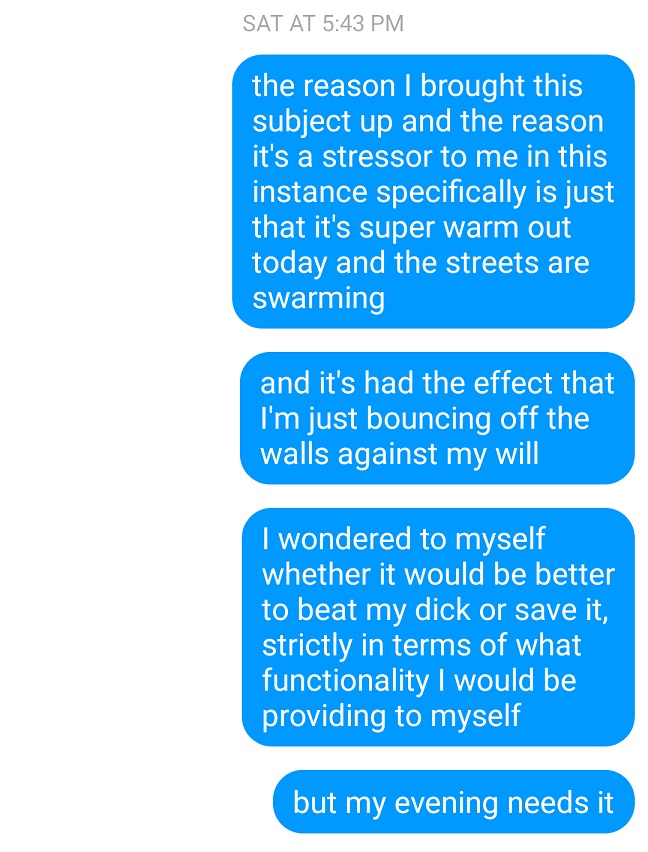 SAT AT 5:43 PM
the reason I brought this
subject up and the reason
it's a stressor to me in this
instance specifically is just
that it's super warm out
today and the streets are
swarming
and it's had the effect that
I'm just bouncing off the
walls against my will
I wondered to myself
whether it would be better
to beat my dick or save it,
strictly in terms of what
functionality I would be
providing to myself
but my evening needs it